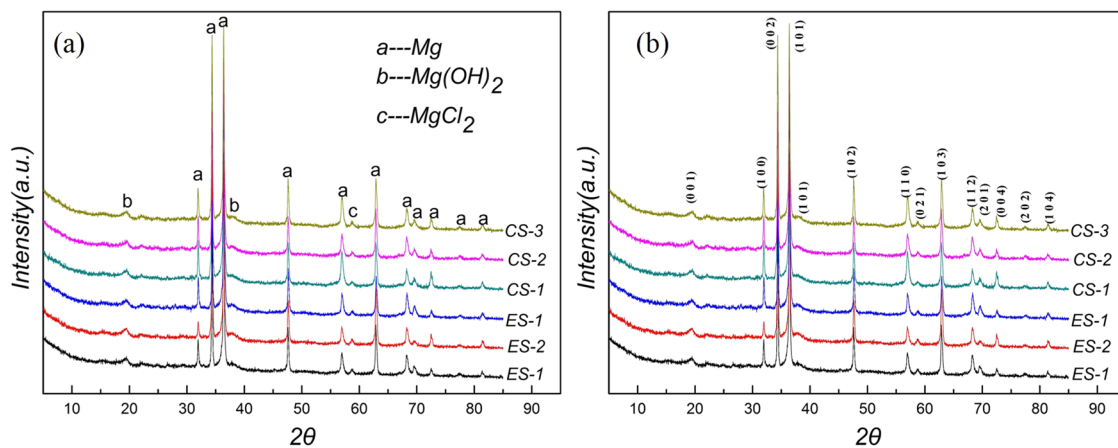 (a)
a
a
a---Mg
b---Mg(OH)2
c---MgCl2
b
a
b
a
a
c
a
a
a
a
a
a
CS-3
CS-2
CS-1
ES-1
ES-2
ES-1
Intensity(a.u.)
10 20 30 40 50 60 70 80 90
2θ
(b)
(0 0 2)
(1 0 1)
(0 0 1)
(1 0 0)
(1 0 1)
(1 0 2)
(1 1 0)
(0 2 1)
(1 0 3)
(1 1 2)
(2 0 1)
(0 0 4)
(2 0 2)
(1 0 4)
CS-3
CS-2
CS-1
ES-1
ES-2
ES-1
Intensity(a.u.)
10 20 30 40 50 60 70 80 90
2θ